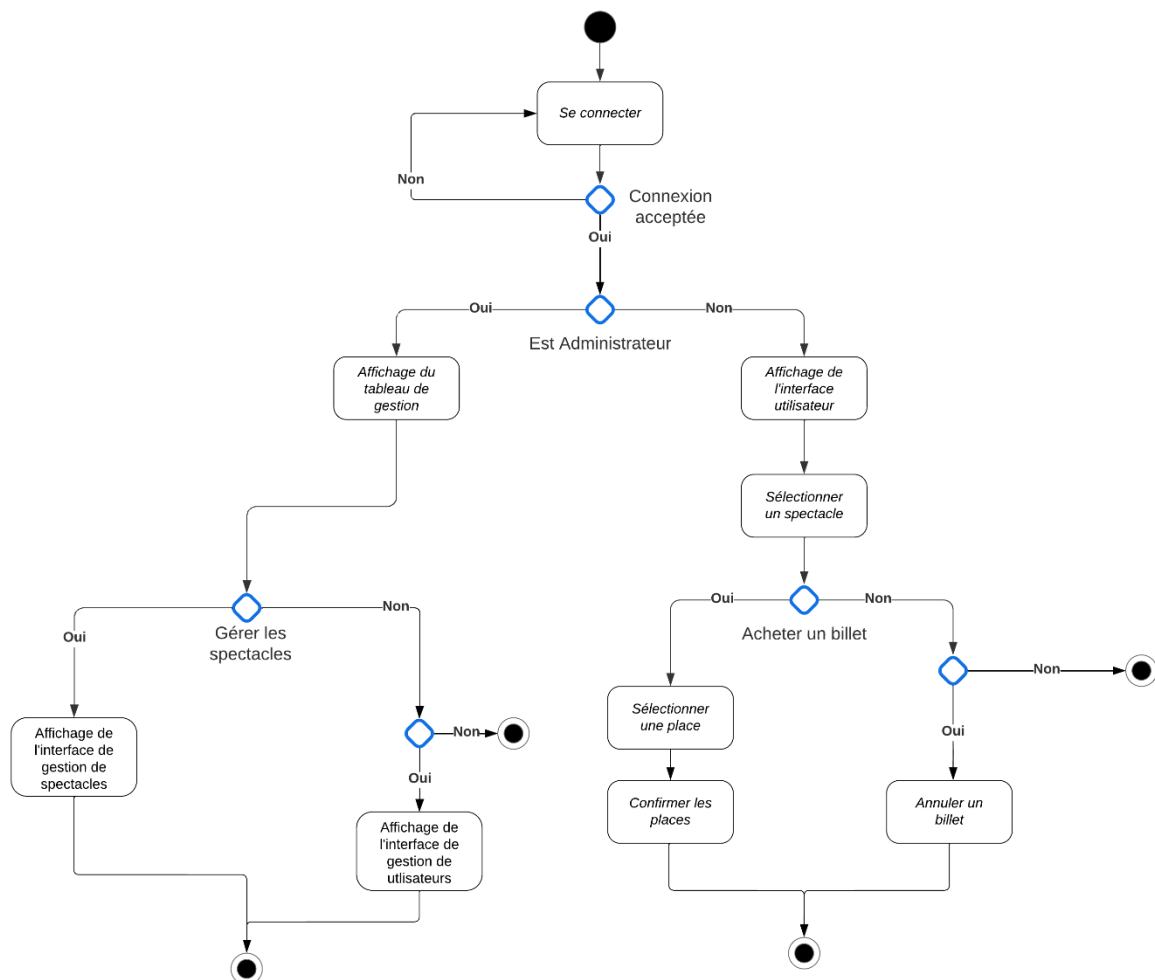 Se connecter
Non
Connexion
acceptée
Oui
Oui
Non
Est Administrateur
Affichage du
tableau de
gestion
Affichage de
l'interface
utilisateur
Sélectionner
un spectacle
Oui
Non
Acheter un billet
Non
Oui
Gérer les
spectacles
Non
Sélectionner
une place
Oui
Affichage de
l'interface de
gestion de
spectacles
Non
Oui
Confirmer les
places
Annuler un
billet
Affichage de
l'interface de
gestion de
utlisateurs